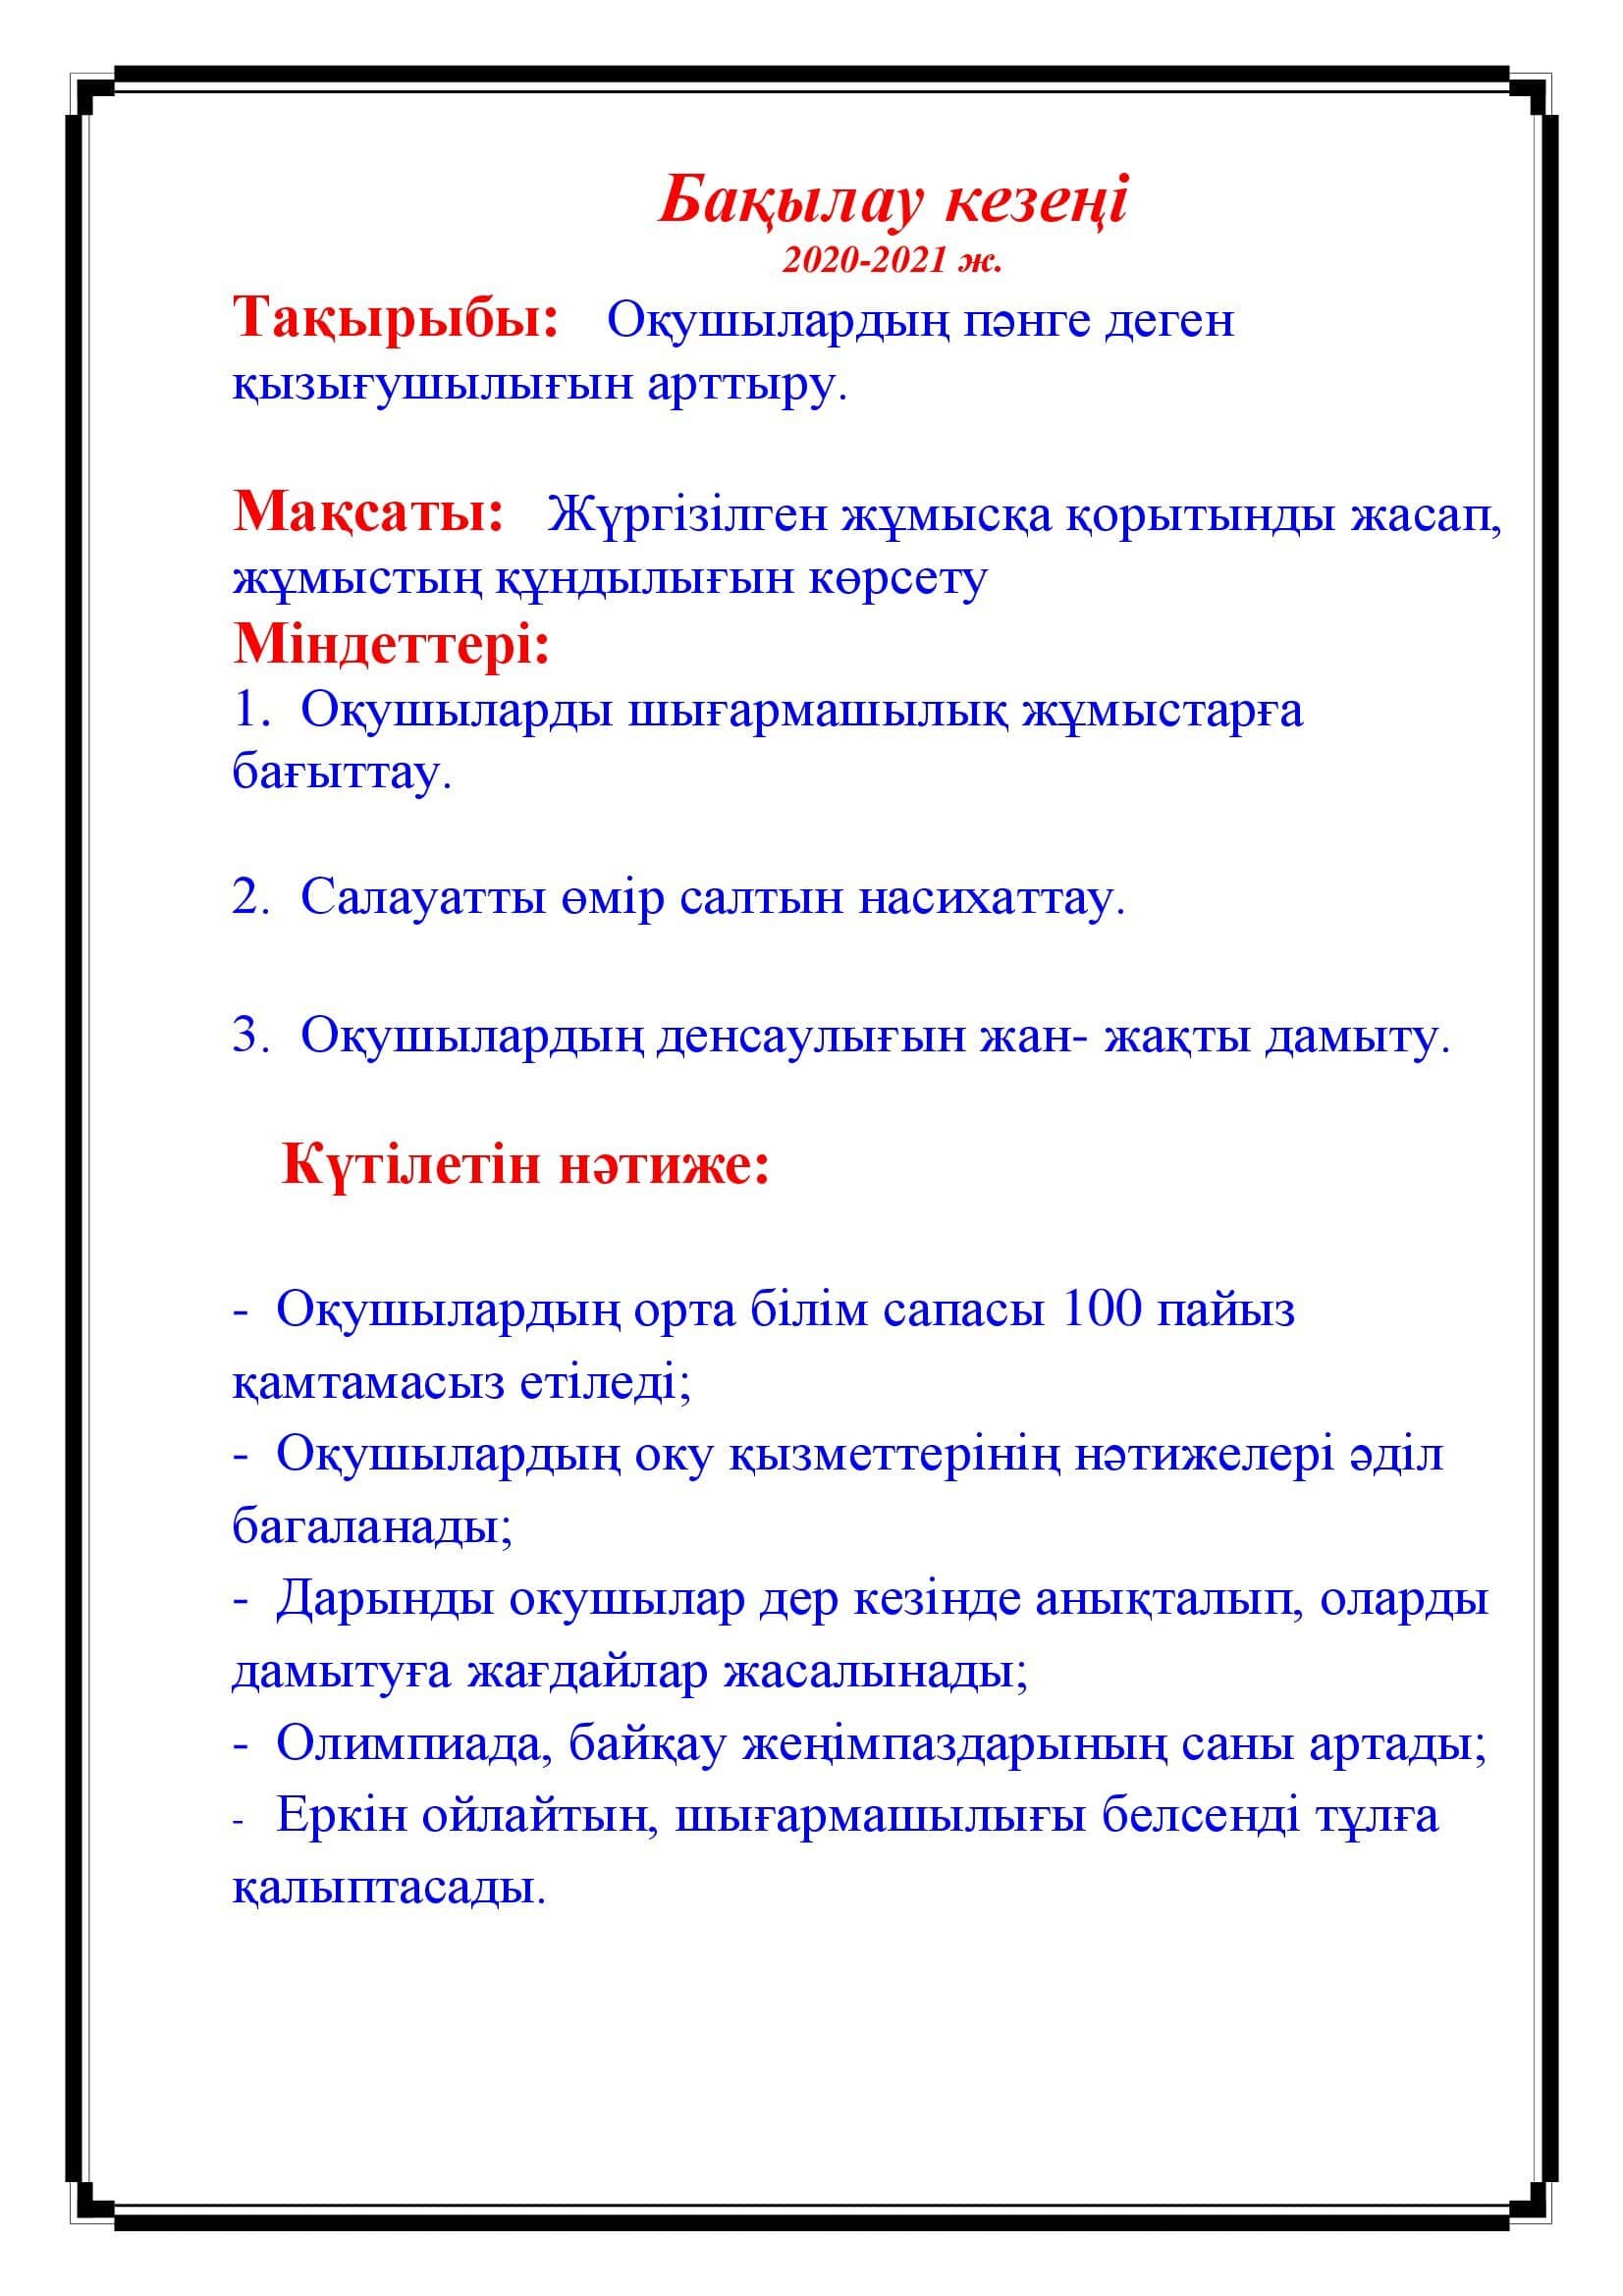 Бақылау кезеңі
2020-2021 ж.
Тақырыбы: Оқушылардың пәнге деген
қызығушылығын арттыру.
Мақсаты: Жүргізілген жұмысқа қорытынды жасап,
жұмыстың құндылығын көрсету
Міндеттері:
1. Оқушыларды шығармашылық жұмыстарға
бағыттау.
2. Салауатты өмір салтын насихаттау.
3. Оқушылардың денсаулығын жан- жақты дамыту.
Күтілетін нәтиже:
- Оқушылардың орта білім сапасы 100 пайыз
қамтамасыз етіледі;
- Оқушылардың оку қызметтерінің нәтижелері әділ
багаланады;
- Дарынды окушылар дер кезінде анықталып, оларды
дамытуға жағдайлар жасалынады;
- Олимпиада, байқау жеңімпаздарының саны артады;
- Еркін ойлайтын, шығармашылығы белсенді тұлға
қалыптасады.